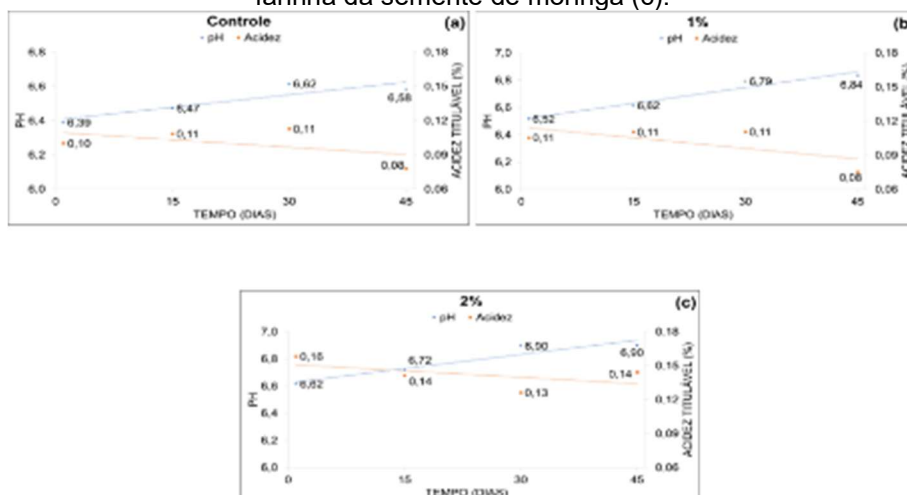 farinha da semente de moringa (c).
Controle
(a)
pH Acidez
6,8
6,6
6,4
6,2
6,0
PH
0,18
0,15
0,12
0,09
0,06
ACIDEZ TITULÁVEL (%)
6,39
6,47
6,62
6,58
0,10
0,11
0,11
0,08
0 15 30 45
TEMPO (DIAS)
1%
(b
pH Acidez
7,0
6,8
6,6
6,4
6,2
6,0
PH
0,18
0,15
0,12
0,09
0,06
ACIDEZ TITULÁVEL (%)
6,52
6,62
6,79
6,84
0,11
0,11
0,11
0 15 30 45
TEMPO (DIAS)
2%
(c)
pH Acidez
7,0
6,8
6,6
6,4
6,2
6,0
PH
0,18
0,15
0,12
0,09
0,06
ACIDEZ TITULÁVEL (%)
6,62
6,72
6,90
6,90
0,16
0,14
0,13
0,14
0 15 30 45
TEMPO (DIAS)